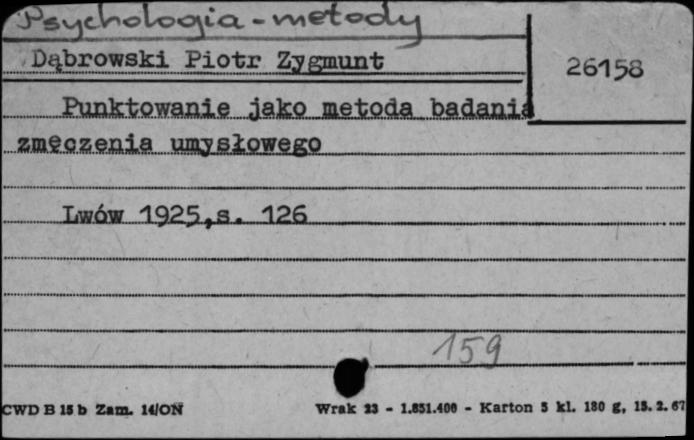 Psychologia - metody
Dąbrowski Piotr Zygmunt
26158
Punktowanie jako metoda badania
zmęczenia umysłowego
Lwów 1925,s. 126
159
CWD B 15 b Zam. 14/ON
Wrak 23 - 1.851.400 - Karton 5 kl. 180 g, 15.2.67